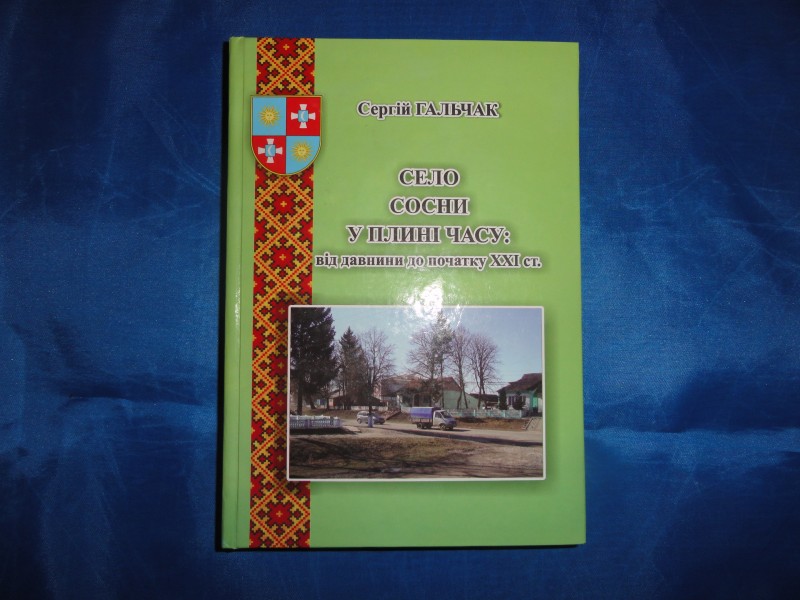 Сергій ГАЛЬЧАК
СЕЛО
СОСНИ
У ПЛИНІ ЧАСУ:
від давнини до початку XXI ст.